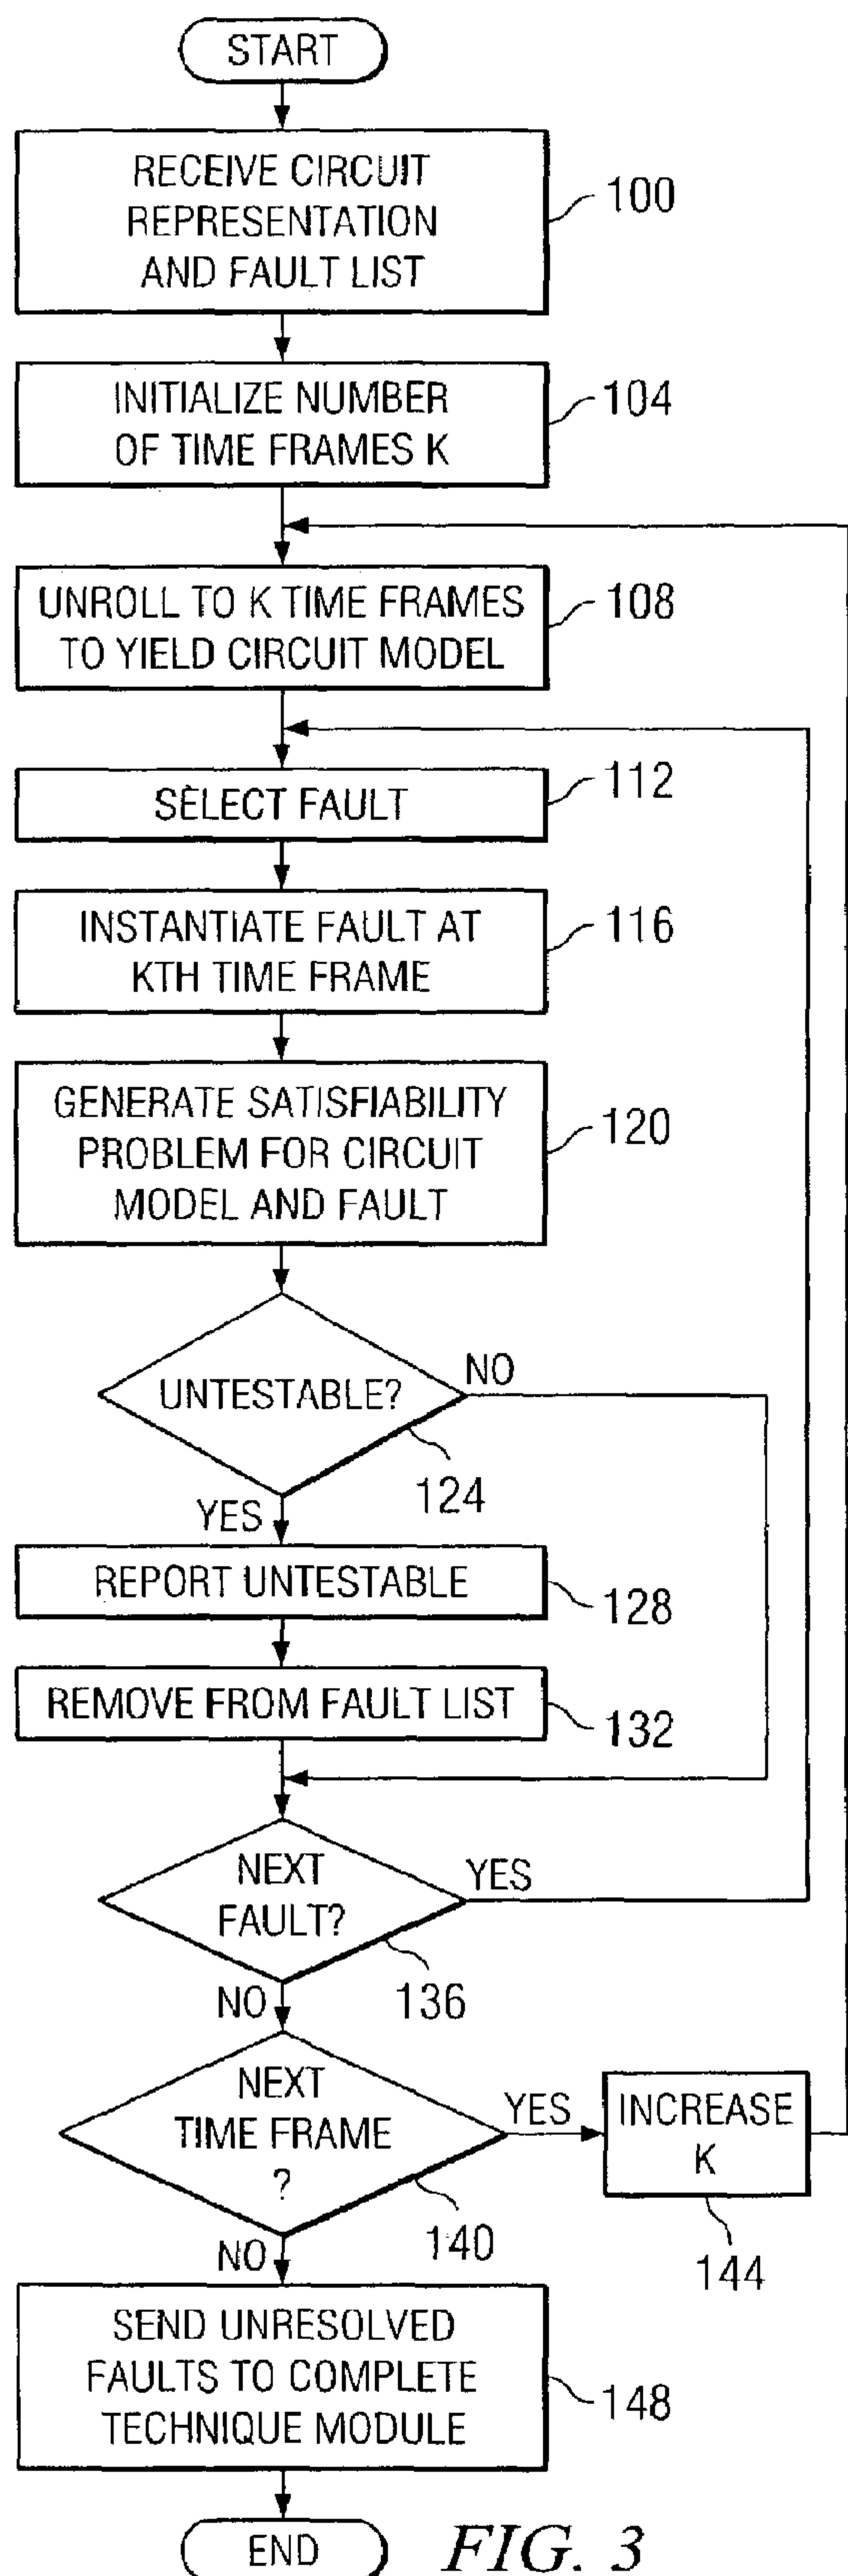 START
RECEIVE CIRCUIT
REPRESENTATION
AND FAULT LIST
100
INITIALIZE NUMBER
OF TIME FRAMES K
104
UNROLL TO K TIME FRAMES
TO YIELD CIRCUIT MODEL
108
SELECT FAULT
112
INSTANTIATE FAULT AT
KTH TIME FRAME
116
GENERATE SATISFIABILITY
PROBLEM FOR CIRCUIT
MODEL AND FAULT
120
UNTESTABLE?
NO
124
YES
REPORT UNTESTABLE
128
REMOVE FROM FAULT LIST
132
NEXT
FAULT?
YES
136
NO
NEXT
TIME FRAME
?
YES
INCREASE
K
140
144
NO
SEND UNRESOLVED
FAULTS TO COMPLETE
TECHNIQUE MODULE
148
END
FIG. 3